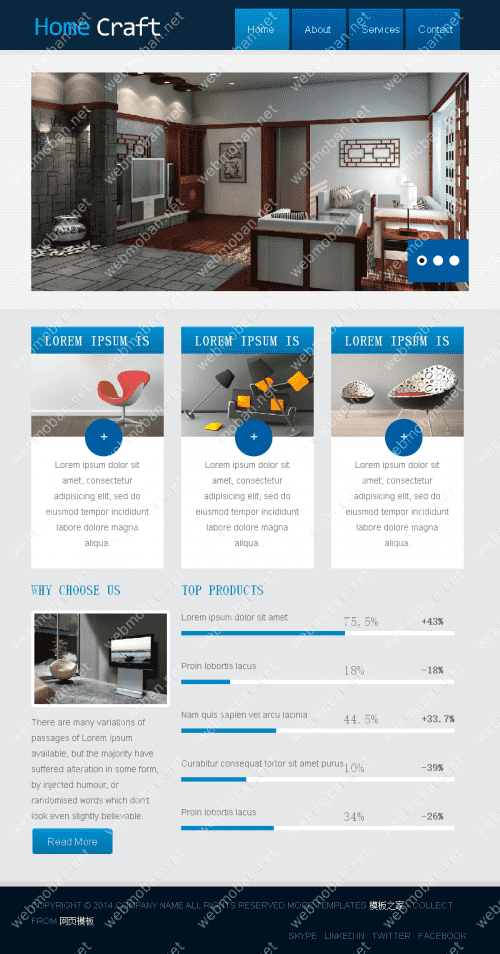 Home Craft
Home About Services Contact
LOREM IPSUM IS LOREM IPSUM IS LOREM IPSUM IS
+ + +
Lorem ipsum dolor sit
amet, consectetur
adipisicing elit, sed do
eiusmod tempor incididunt
labore dolore magna
aliqua.
Lorem ipsum dolor sit
amet, consectetur
adipisicing elit, sed do
eiusmod tempor incididunt
labore dolore magna
aliqua.
Lorem ipsum dolor sit
amet, consectetur
adipisicing elit, sed do
eiusmod tempor incididunt
labore dolore magna
aliqua.
WHY CHOOSE US
There are many variations of
passages of Lorem Ipsum
available, but the majority have
suffered alteration in some form,
by injected humour, or
randomised words which don't
look even slightly believable.
Read More
TOP PRODUCTS
Lorem ipsum dolor sit amet 75,5% +43%
Proin lobortis lacus 18% -18%
Nam quis sapien vel arcu lacinia 44.5% +33.7%
Curabitur consequat tortor sit amet purus 10% -39%
Proin lobortis lacus 34% -26%
COPYRIGHT © 2014.COMPANY NAME ALL RIGHTS RESERVED.MORE TEMPLATES 模板之家 - COLLECT
FROM 网页模板
SKYPE LINKED IN TWITTER FACEBOOK
webmoban.net